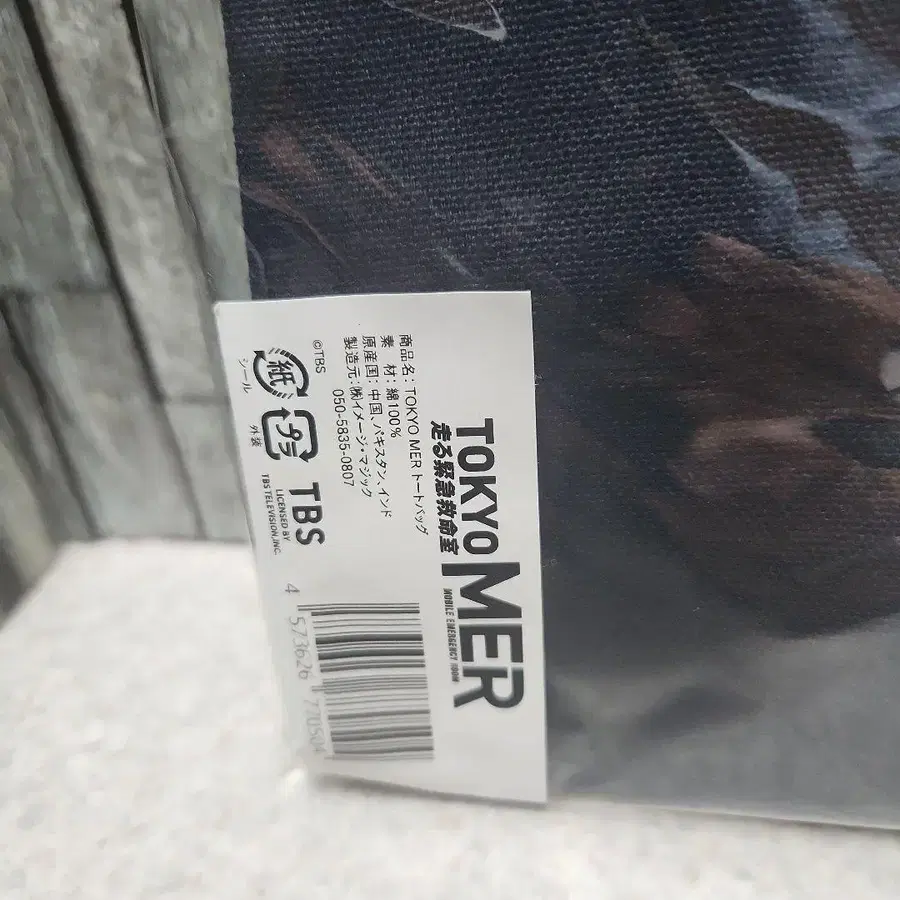 TOKYO MER
走る緊急救命室
MOBILE EMERGENCY ROOM
商品名：TOKYO MER トートバッグ
素　材：綿100%
原産国：中国、パキスタン、インド
製造元：㈱イメージ・マジック
050-5835-0807
©TBS
紙
シール
プラ
外装
TBS
LICENSED BY
TBS TELEVISION, INC.
4 573626 770504